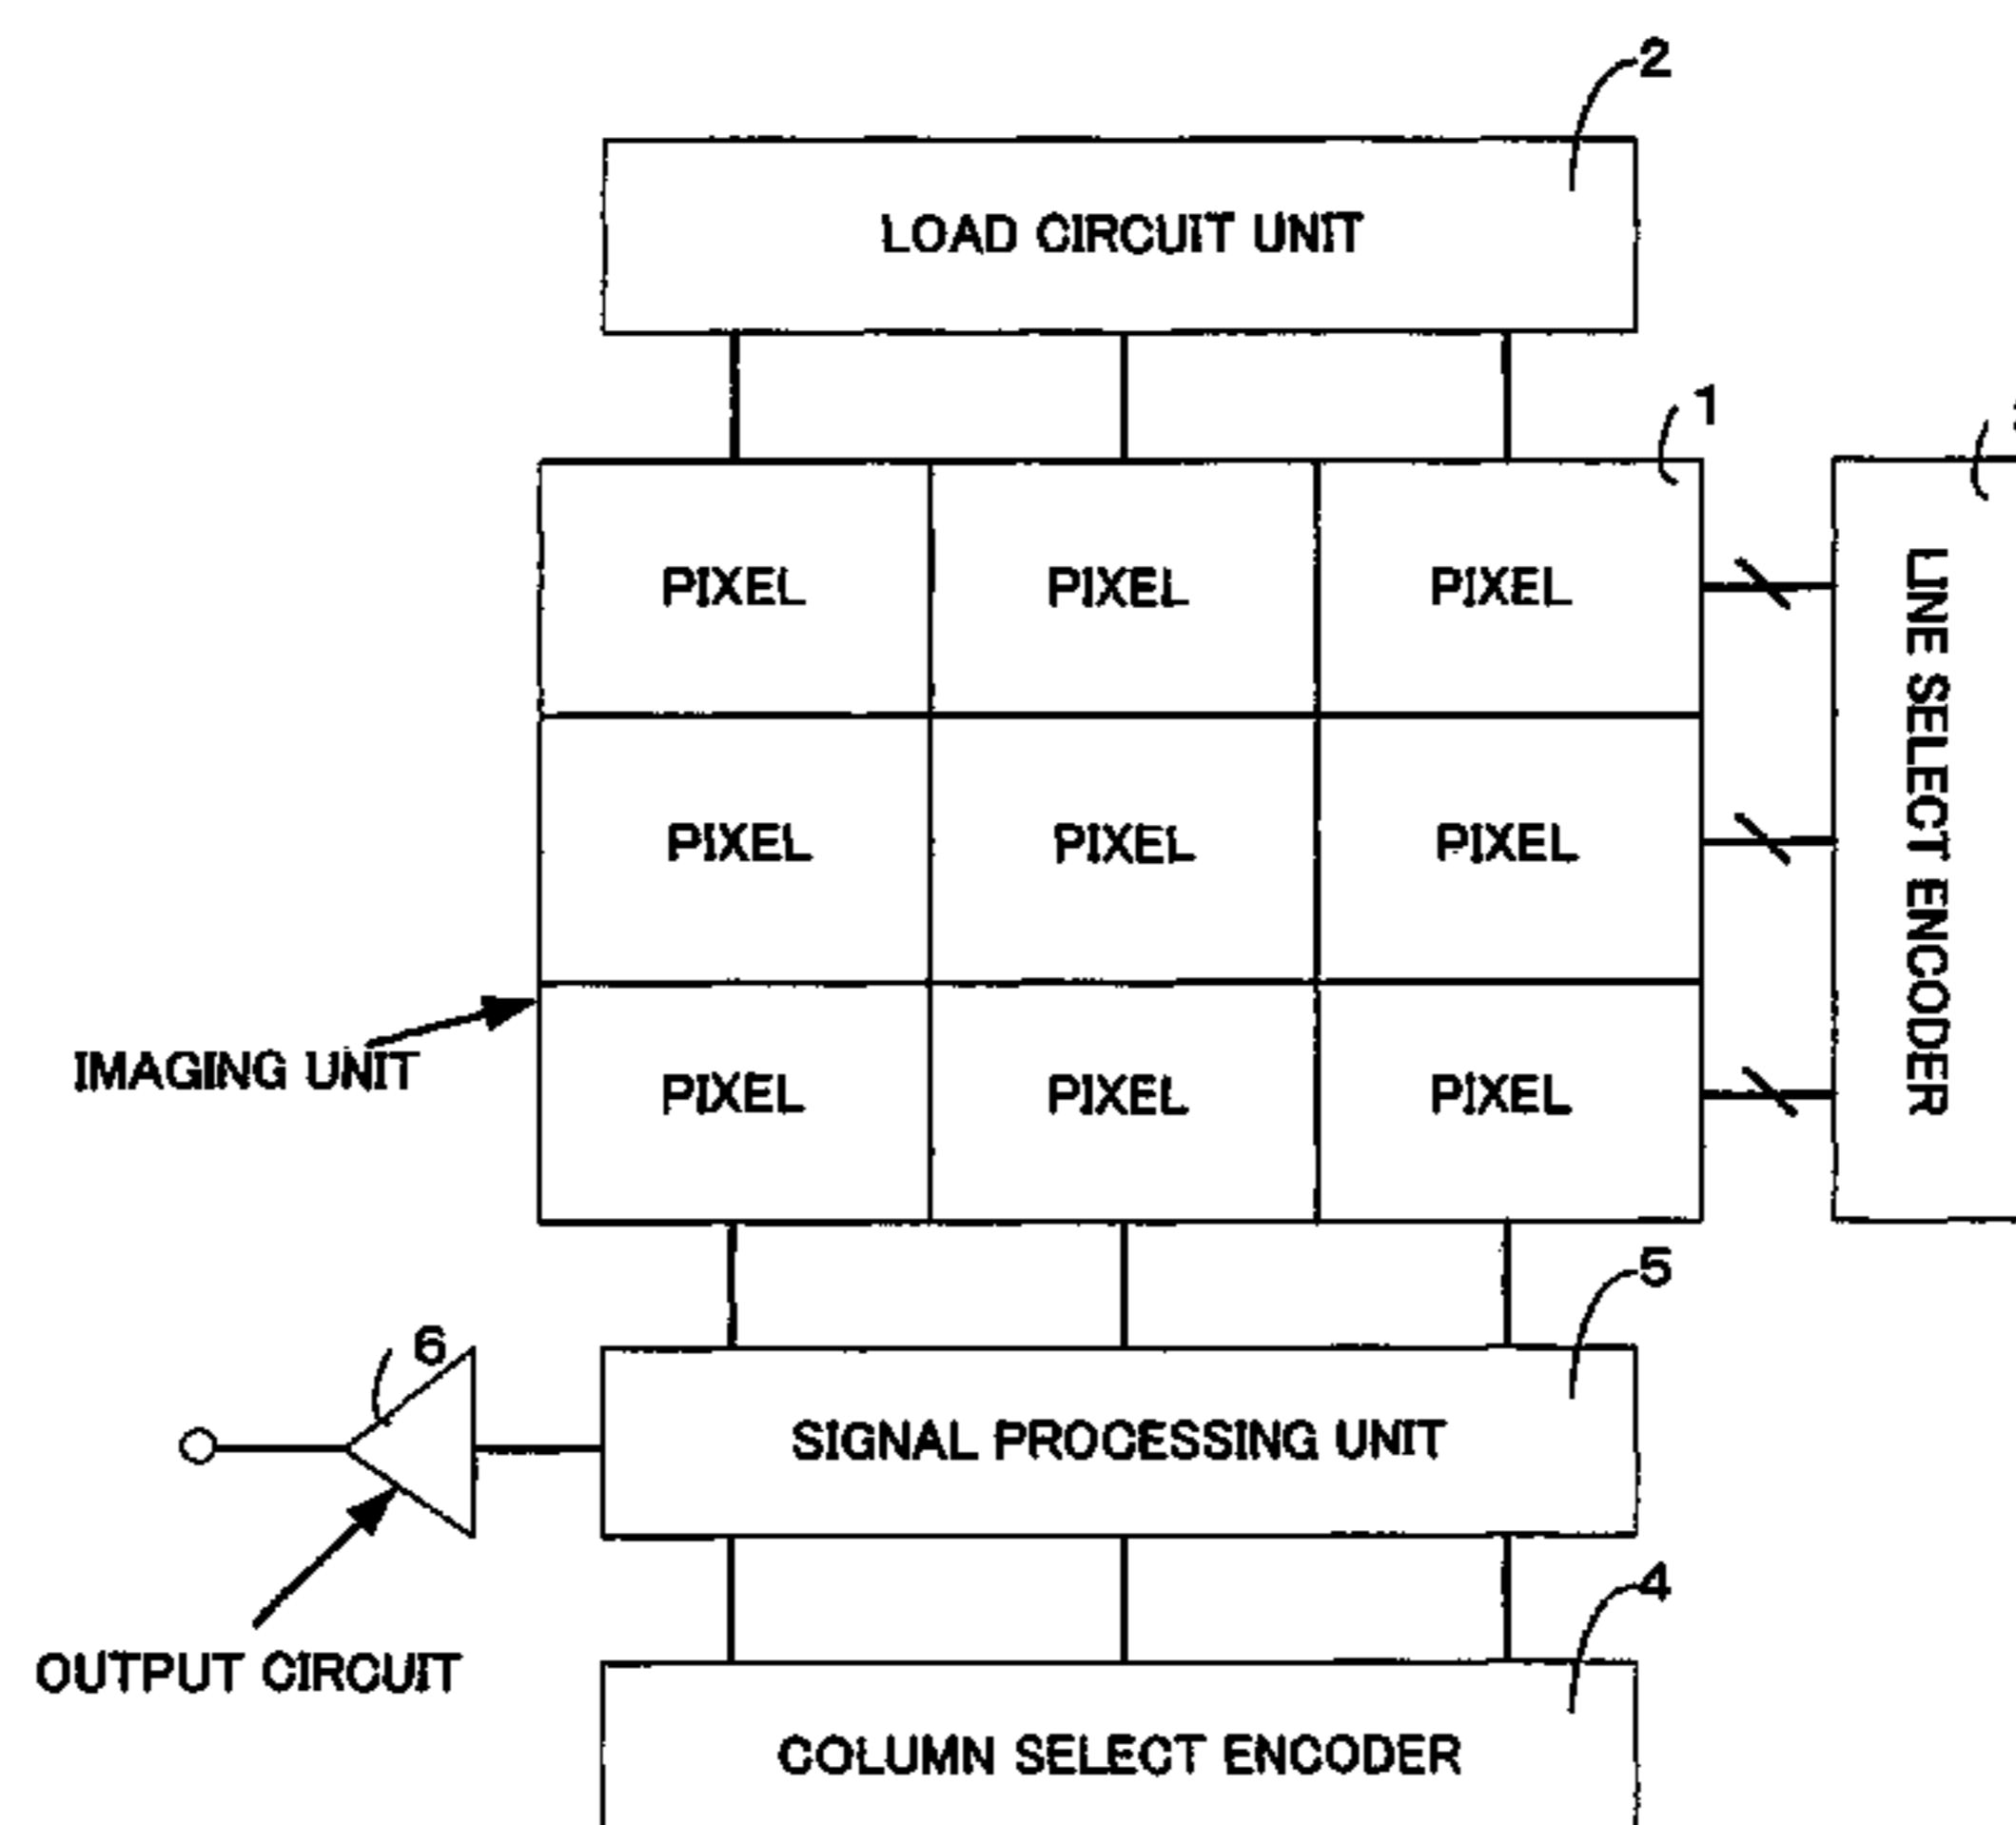 2
LOAD CIRCUIT UNIT
1
PIXEL PIXEL PIXEL
PIXEL PIXEL PIXEL
PIXEL PIXEL PIXEL
LINE SELECT ENCODER
IMAGING UNIT
5
6
SIGNAL PROCESSING UNIT
4
OUTPUT CIRCUIT
COLUMN SELECT ENCODER